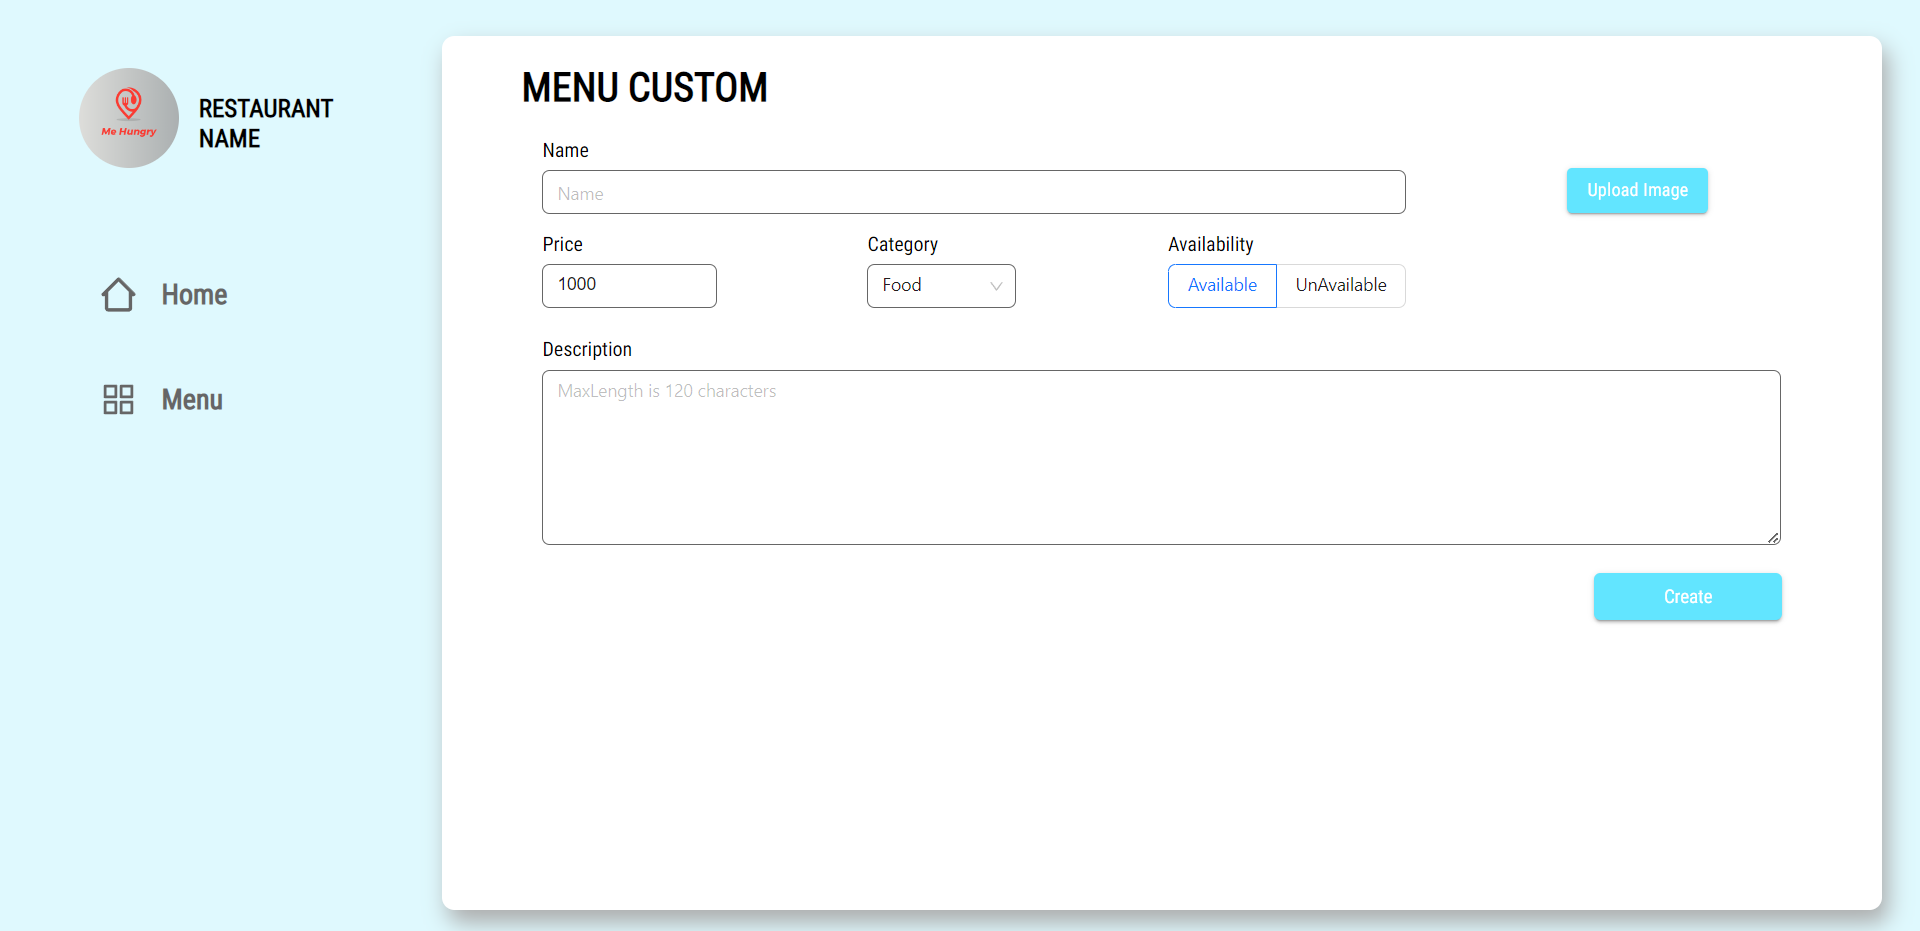 Me Hungry
RESTAURANT
NAME
Home
Menu
MENU CUSTOM
Name
Name
Upload Image
Price
Category
Availability
1000
Food
Available
UnAvailable
Description
MaxLength is 120 characters
Create